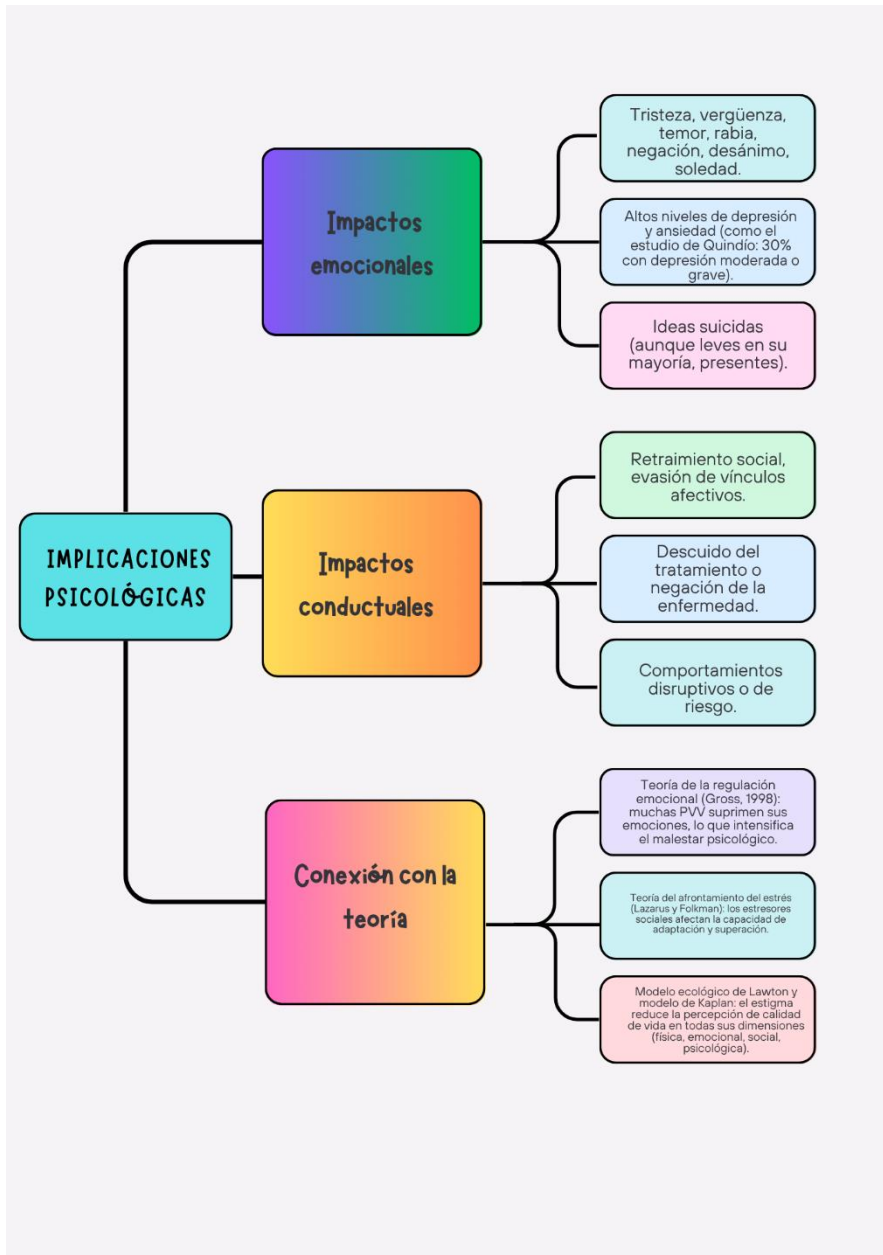 IMPLICACIONES
PSICOLÓGICAS
Impactos
emocionales
Tristeza, vergüenza,
temor, rabia,
negación, desánimo,
soledad.
Altos niveles de depresión
y ansiedad (como el
estudio de Quindío: 30%
con depresión moderada o
grave).
Ideas suicidas
(aunque leves en su
mayoría, presentes).
Impactos
conductuales
Retraimiento social,
evasión de vínculos
afectivos.
Descuido del
tratamiento o
negación de la
enfermedad.
Comportamientos
disruptivos o de
riesgo.
Conexión con la
teoría
Teoría de la regulación
emocional (Gross, 1998):
muchas PVV suprimen sus
emociones, lo que intensifica
el malestar psicológico.
Teoría del afrontamiento del estrés
(Lazarus y Folkman): los estresores
sociales afectan la capacidad de
adaptación y superación.
Modelo ecológico de Lawton y
modelo de Kaplan: el estigma
reduce la percepción de calidad
de vida en todas sus dimensiones
(física, emocional, social,
psicológica).